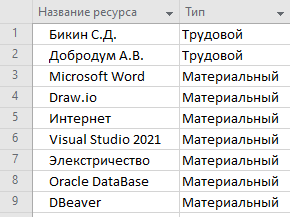 Название ресурса Тип
1 Бикин С.Д. Трудовой
2 Добродум А.В. Трудовой
3 Microsoft Word Материальный
4 Draw.io Материальный
5 Интернет Материальный
6 Visual Studio 2021 Материальный
7 Элекстричество Материальный
8 Oracle DataBase Материальный
9 DBeaver Материальный